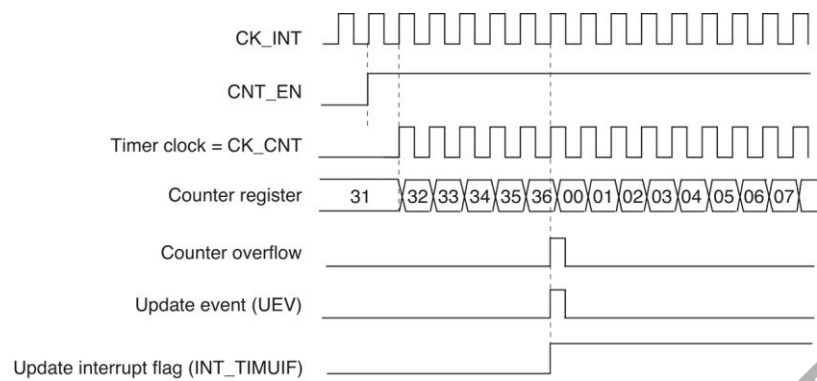 CK_INT
CNT_EN
Timer clock = CK_CNT
Counter register 31 32 33 34 35 36 00 01 02 03 04 05 06 07
Counter overflow
Update event (UEV)
Update interrupt flag (INT_TIMUIF)